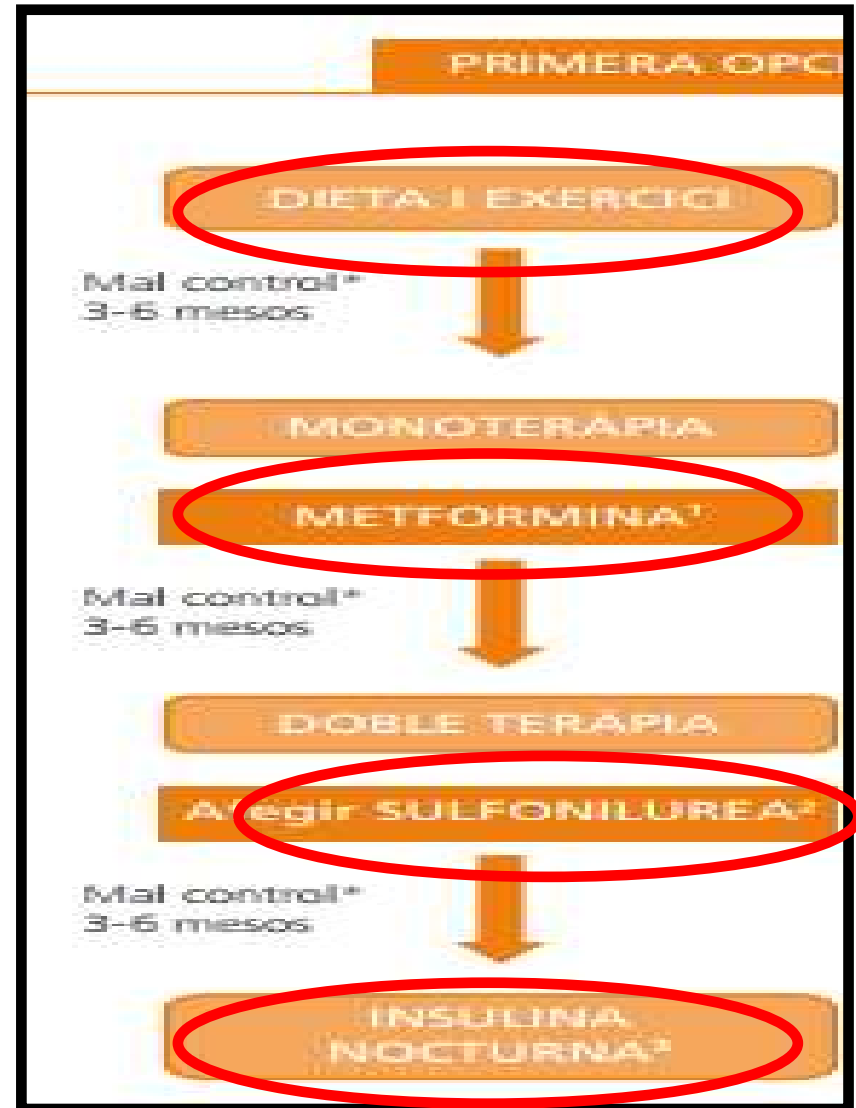 PRIMERA OPC
DIETA I EXERCICI
Mal control*
3-6 mesos
MONOTERÀPIA
METFORMINA¹
Mal control*
3-6 mesos
DOBLE TERÀPIA
Afegir SULFONILUREA²
Mal control*
3-6 mesos
INSULINA
NOCTURNA³